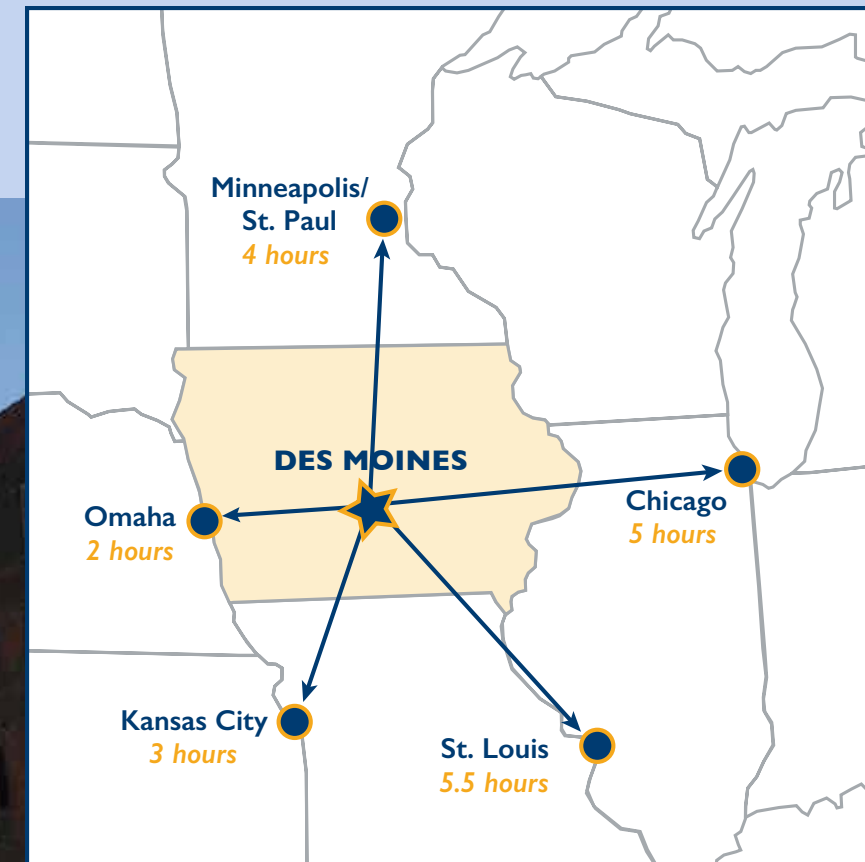 Minneapolis/
St. Paul
4 hours
DES MOINES
Omaha
2 hours
Chicago
5 hours
Kansas City
3 hours
St. Louis
5.5 hours